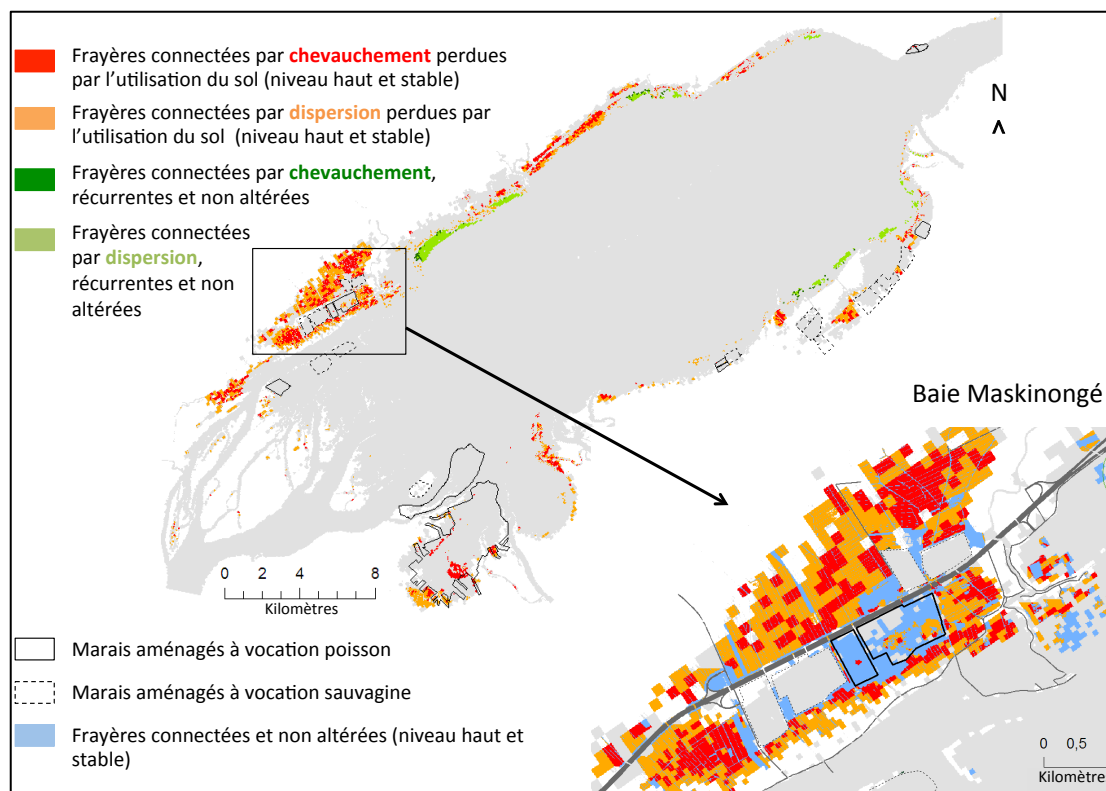 Frayères connectées par chevauchement perdues
par l'utilisation du sol (niveau haut et stable)
Frayères connectées par dispersion perdues par
l'utilisation du sol (niveau haut et stable)
Frayères connectées par chevauchement,
récurrentes et non altérées
Frayères connectées
par dispersion,
récurrentes et non
altérées
N
Baie Maskinongé
0 2 4 8
Kilomètres
Marais aménagés à vocation poisson
Marais aménagés à vocation sauvagine
Frayères connectées et non altérées (niveau haut et
stable)
0 0,5
Kilomètre